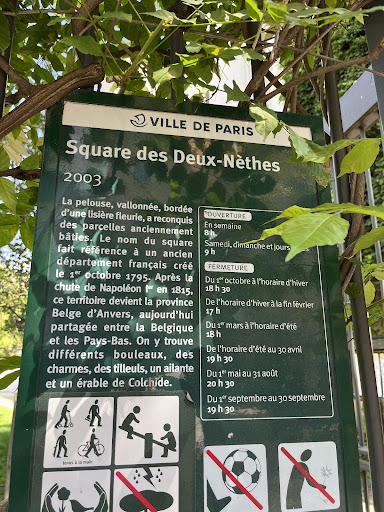 VILLE DE PARIS
Square des Deux-Nèthes
2003
La pelouse, vallonnée, bordée
d'une lisière fleurie, a reconquis
des parcelles anciennement
bâties. Le nom du square
fait référence à un ancien
département français créé
le 1er octobre 1795. Après la
chute de Napoléon Ier en 1815,
ce territoire devient la province
Belge d'Anvers, aujourd'hui
partagée entre la Belgique
et les Pays-Bas. On y trouve
différents bouleaux, des
charmes, des tilleuls, un ailante
et un érable de Colchide.
OUVERTURE
En semaine
8h
Samedi, dimanche et jours
9 h
FERMETURE
Du 1er octobre à l'horaire d'hiver
18 h 30
De l'horaire d'hiver à la fin février
17 h
Du 1er mars à l'horaire d'été
18 h
De l'horaire d'été au 30 avril
19 h 30
Du 1er mai au 31 août
20 h 30
Du 1er septembre au 30 septembre
19 h 30
tenus à la main